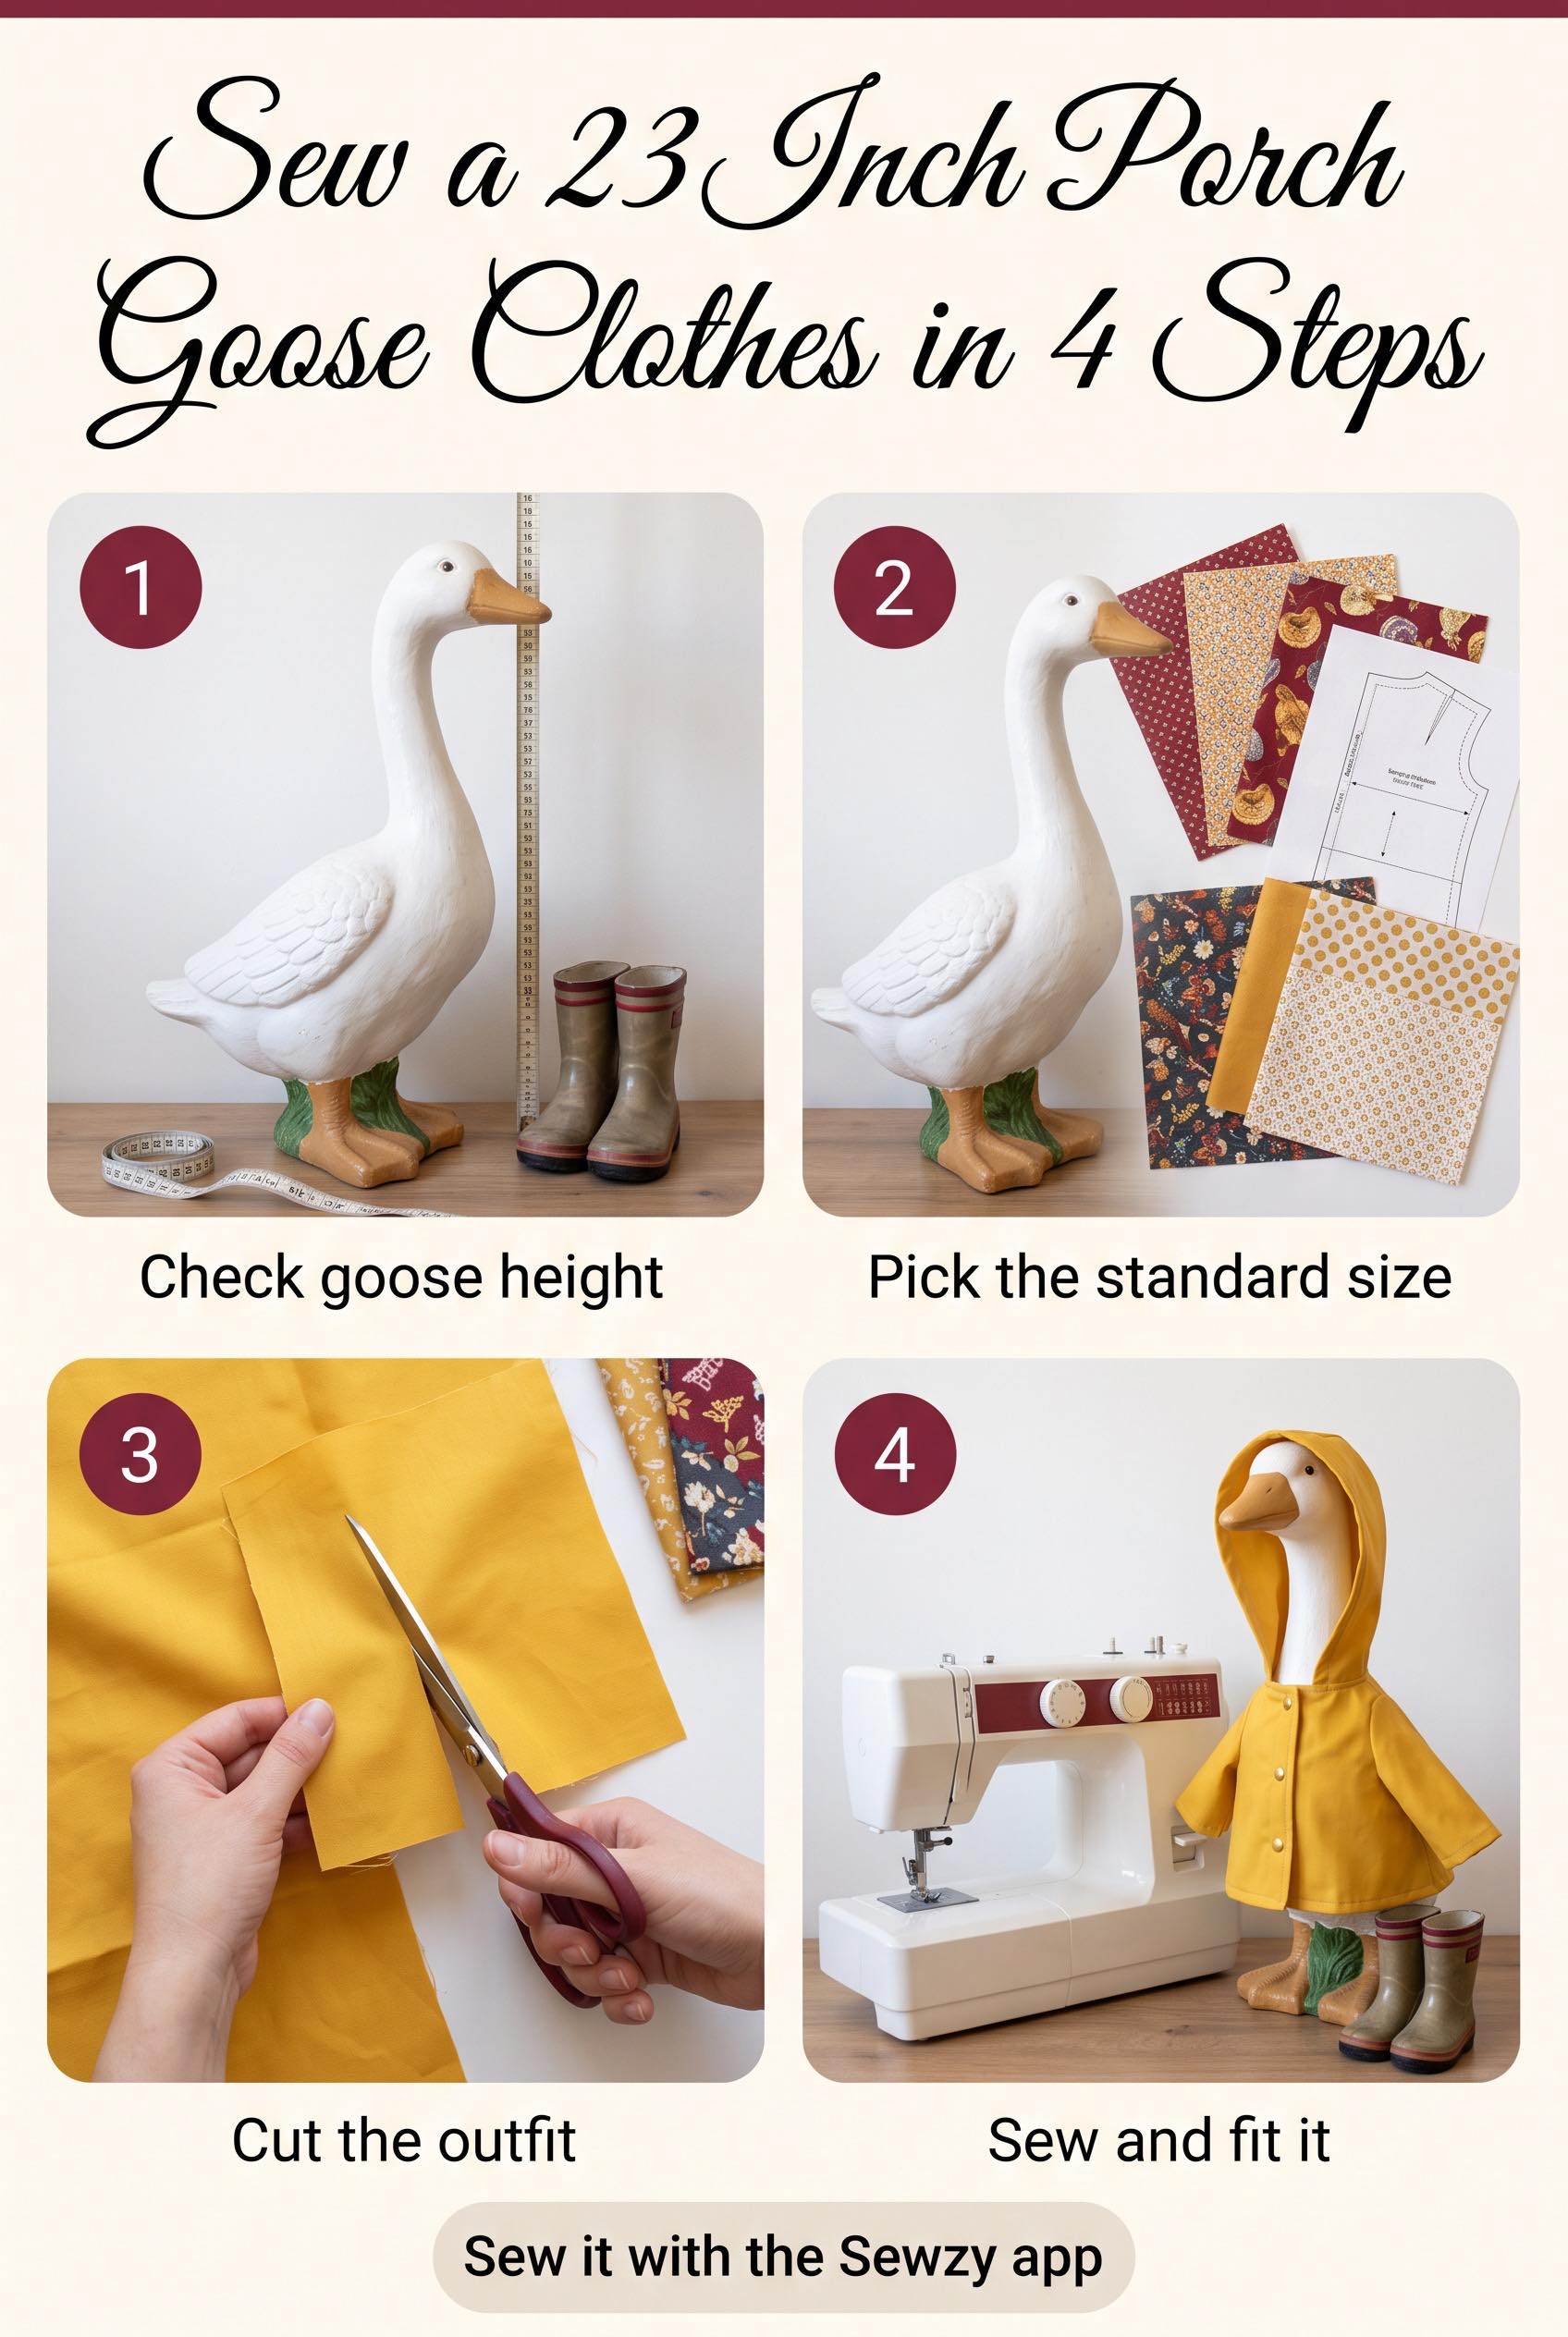 Sew a 23 Inch Porch
Goose Clothes in 4 Steps
1
2
Check goose height
Pick the standard size
3
4
Cut the outfit
Sew and fit it
Sew it with the Sewzy app